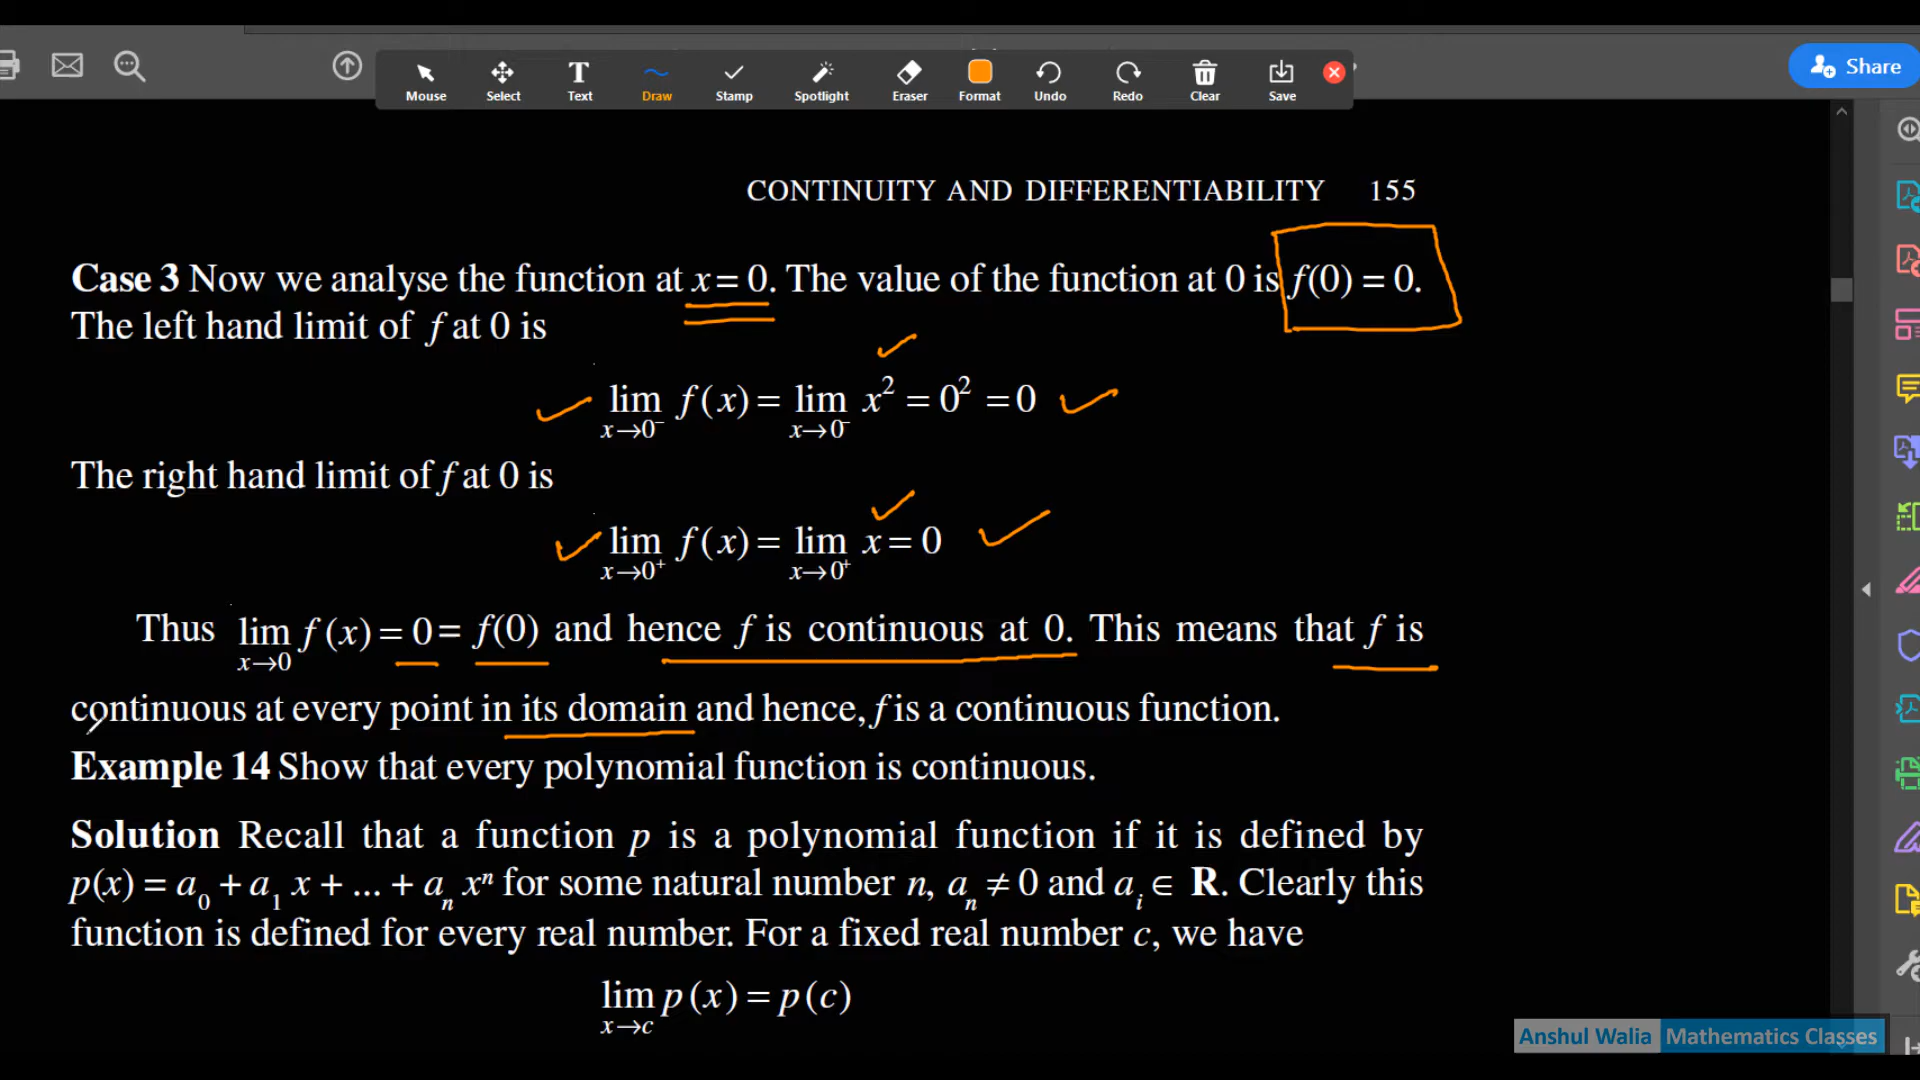 Share
Mouse Select Text Draw Stamp Spotlight Eraser Format Undo Redo Clear Save
CONTINUITY AND DIFFERENTIABILITY 155
Case 3 Now we analyse the function at x = 0. The value of the function at 0 is f(0) = 0.
The left hand limit of f at 0 is
lim f(x) = lim x² = 0² = 0
x→0⁻ x→0⁻
The right hand limit of f at 0 is
lim f(x) = lim x = 0
x→0⁺ x→0⁺
Thus lim f(x) = 0 = f(0) and hence f is continuous at 0. This means that f is
x→0
continuous at every point in its domain and hence, f is a continuous function.
Example 14 Show that every polynomial function is continuous.
Solution Recall that a function p is a polynomial function if it is defined by
p(x) = a₀ + a₁ x + ... + aₙ xⁿ for some natural number n, aₙ ≠ 0 and aᵢ ∈ R. Clearly this
function is defined for every real number. For a fixed real number c, we have
lim p(x) = p(c)
x→c
Anshul Walia Mathematics Classes